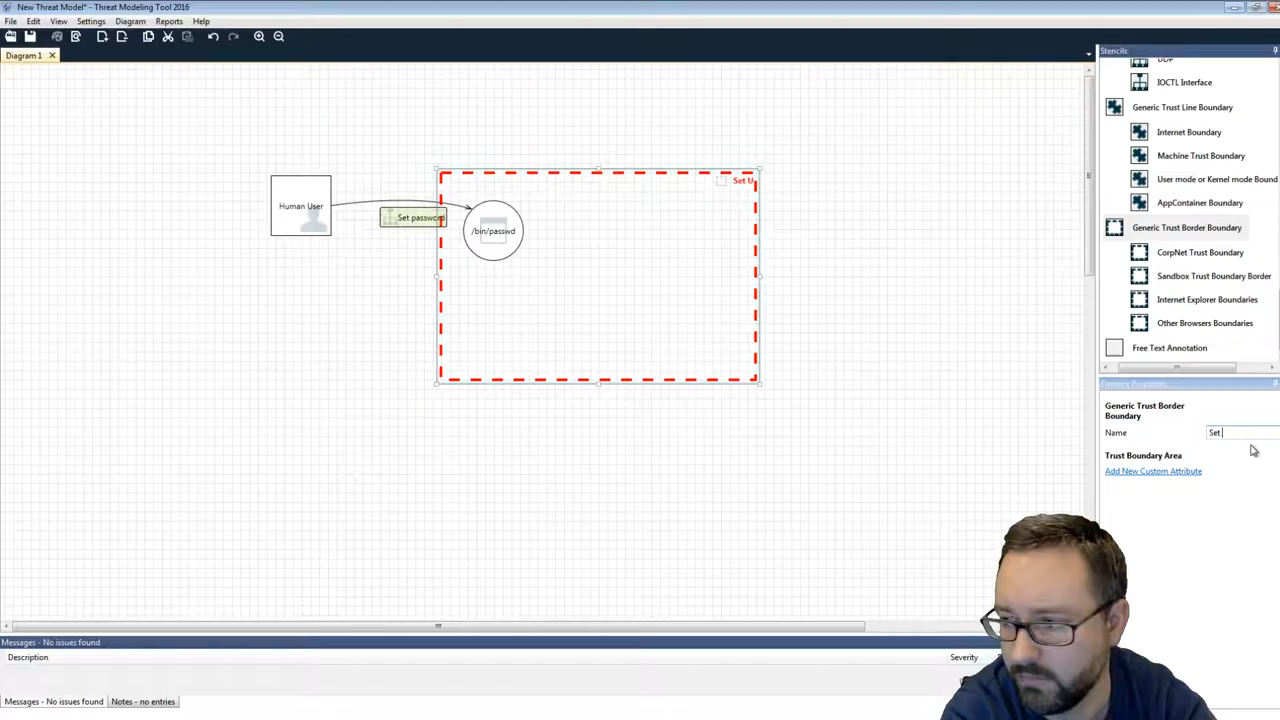 New Threat Model* - Threat Modeling Tool 2016
File Edit View Settings Diagram Reports Help
Diagram 1
Stencils
UDP
IOCTL Interface
Generic Trust Line Boundary
Internet Boundary
Machine Trust Boundary
User mode or Kernel mode Bound
AppContainer Boundary
Generic Trust Border Boundary
CorpNet Trust Boundary
Sandbox Trust Boundary Border
Internet Explorer Boundaries
Other Browsers Boundaries
Free Text Annotation
Set U
Human User
Set password
/bin/passwd
Element Properties
Generic Trust Border
Boundary
Name Set
Trust Boundary Area
Add New Custom Attribute
Messages - No issues found
Description Severity
Messages - No issues found Notes - no entries